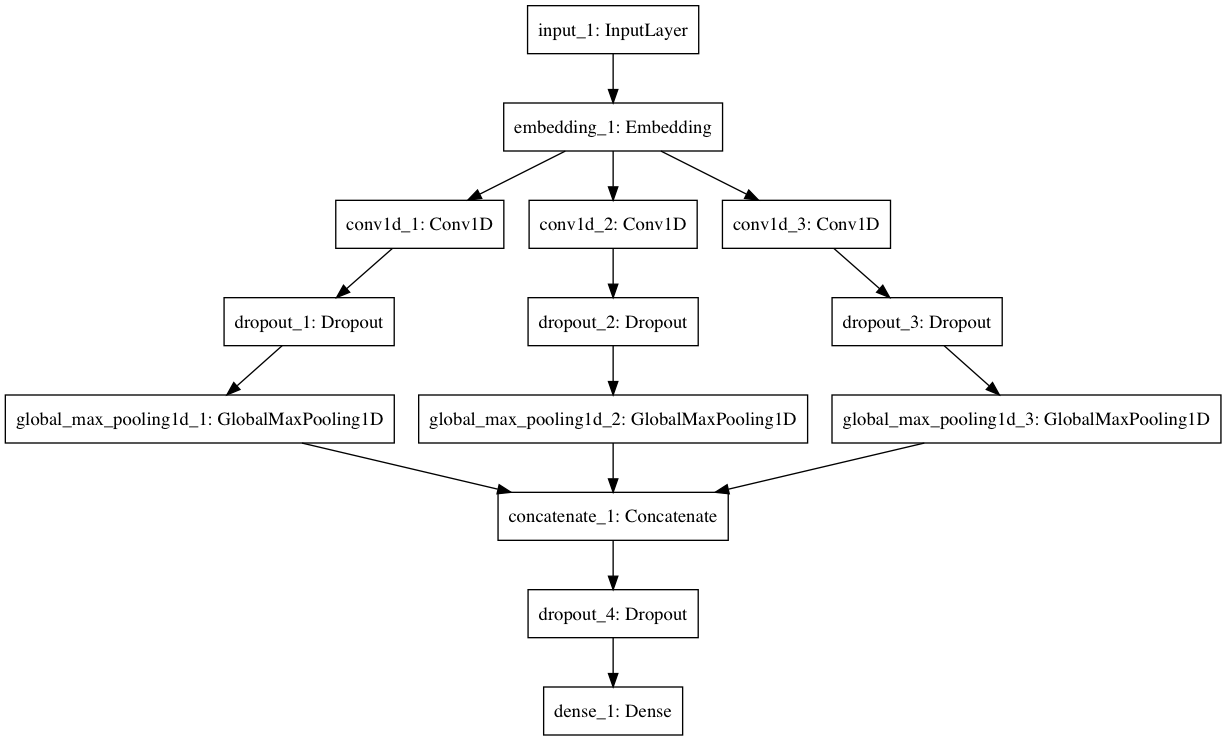 input_1: InputLayer
embedding_1: Embedding
conv1d_1: Conv1D
conv1d_2: Conv1D
conv1d_3: Conv1D
dropout_1: Dropout
dropout_2: Dropout
dropout_3: Dropout
global_max_pooling1d_1: GlobalMaxPooling1D
global_max_pooling1d_2: GlobalMaxPooling1D
global_max_pooling1d_3: GlobalMaxPooling1D
concatenate_1: Concatenate
dropout_4: Dropout
dense_1: Dense